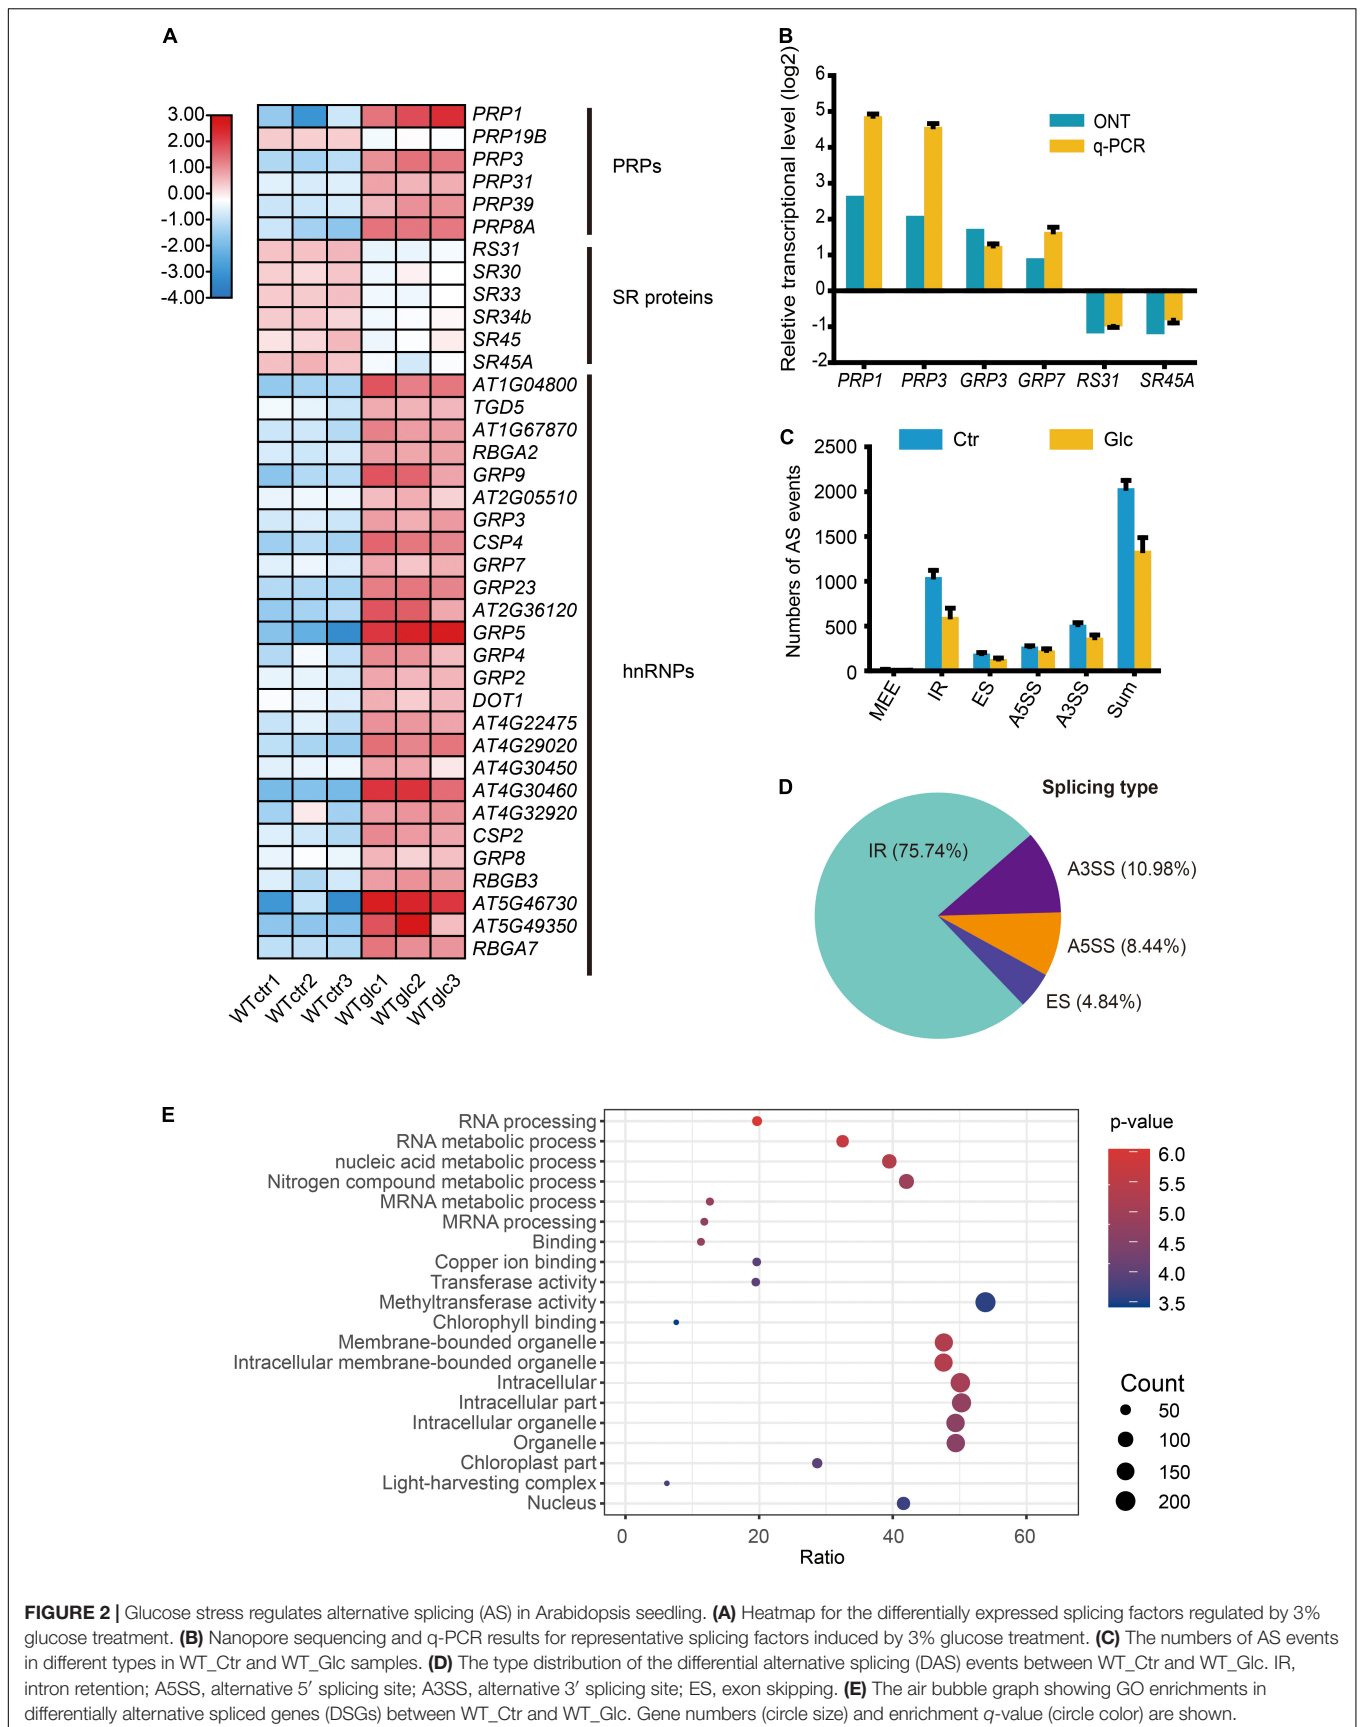 A
3.00
2.00
1.00
0.00
-1.00
-2.00
-3.00
-4.00
PRP1
PRP19B
PRP3
PRP31
PRP39
PRP8A
RS31
SR30
SR33
SR34b
SR45
SR45A
AT1G04800
TGD5
AT1G67870
RBGA2
GRP9
AT2G05510
GRP3
CSP4
GRP7
GRP23
AT2G36120
GRP5
GRP4
GRP2
DOT1
AT4G22475
AT4G29020
AT4G30450
AT4G30460
AT4G32920
CSP2
GRP8
RBGB3
AT5G46730
AT5G49350
RBGA7
PRPs
SR proteins
hnRNPs
WTctr1
WTctr2
WTctr3
WTglc1
WTglc2
WTglc3
B
Reletive transcriptional level (log2)
6
5
4
3
2
1
0
-1
-2
ONT
q-PCR
PRP1 PRP3 GRP3 GRP7 RS31 SR45A
C
Ctr Glc
Numbers of AS events
2500
2000
1500
1000
500
0
MEE
IR
ES
A5SS
A3SS
Sum
D
Splicing type
IR (75.74%)
A3SS (10.98%)
A5SS (8.44%)
ES (4.84%)
E
RNA processing
RNA metabolic process
nucleic acid metabolic process
Nitrogen compound metabolic process
MRNA metabolic process
MRNA processing
Binding
Copper ion binding
Transferase activity
Methyltransferase activity
Chlorophyll binding
Membrane-bounded organelle
Intracellular membrane-bounded organelle
Intracellular
Intracellular part
Intracellular organelle
Organelle
Chloroplast part
Light-harvesting complex
Nucleus
0 20 40 60
Ratio
p-value
6.0
5.5
5.0
4.5
4.0
3.5
Count
50
100
150
200
FIGURE 2 | Glucose stress regulates alternative splicing (AS) in Arabidopsis seedling. (A) Heatmap for the differentially expressed splicing factors regulated by 3%
glucose treatment. (B) Nanopore sequencing and q-PCR results for representative splicing factors induced by 3% glucose treatment. (C) The numbers of AS events
in different types in WT_Ctr and WT_Glc samples. (D) The type distribution of the differential alternative splicing (DAS) events between WT_Ctr and WT_Glc. IR,
intron retention; A5SS, alternative 5′ splicing site; A3SS, alternative 3′ splicing site; ES, exon skipping. (E) The air bubble graph showing GO enrichments in
differentially alternative spliced genes (DSGs) between WT_Ctr and WT_Glc. Gene numbers (circle size) and enrichment q-value (circle color) are shown.